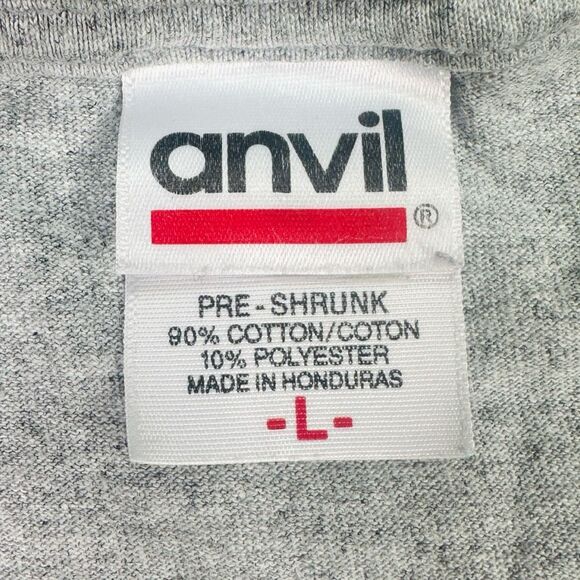 anvil
®
PRE-SHRUNK
90% COTTON/COTON
10% POLYESTER
MADE IN HONDURAS
-L-